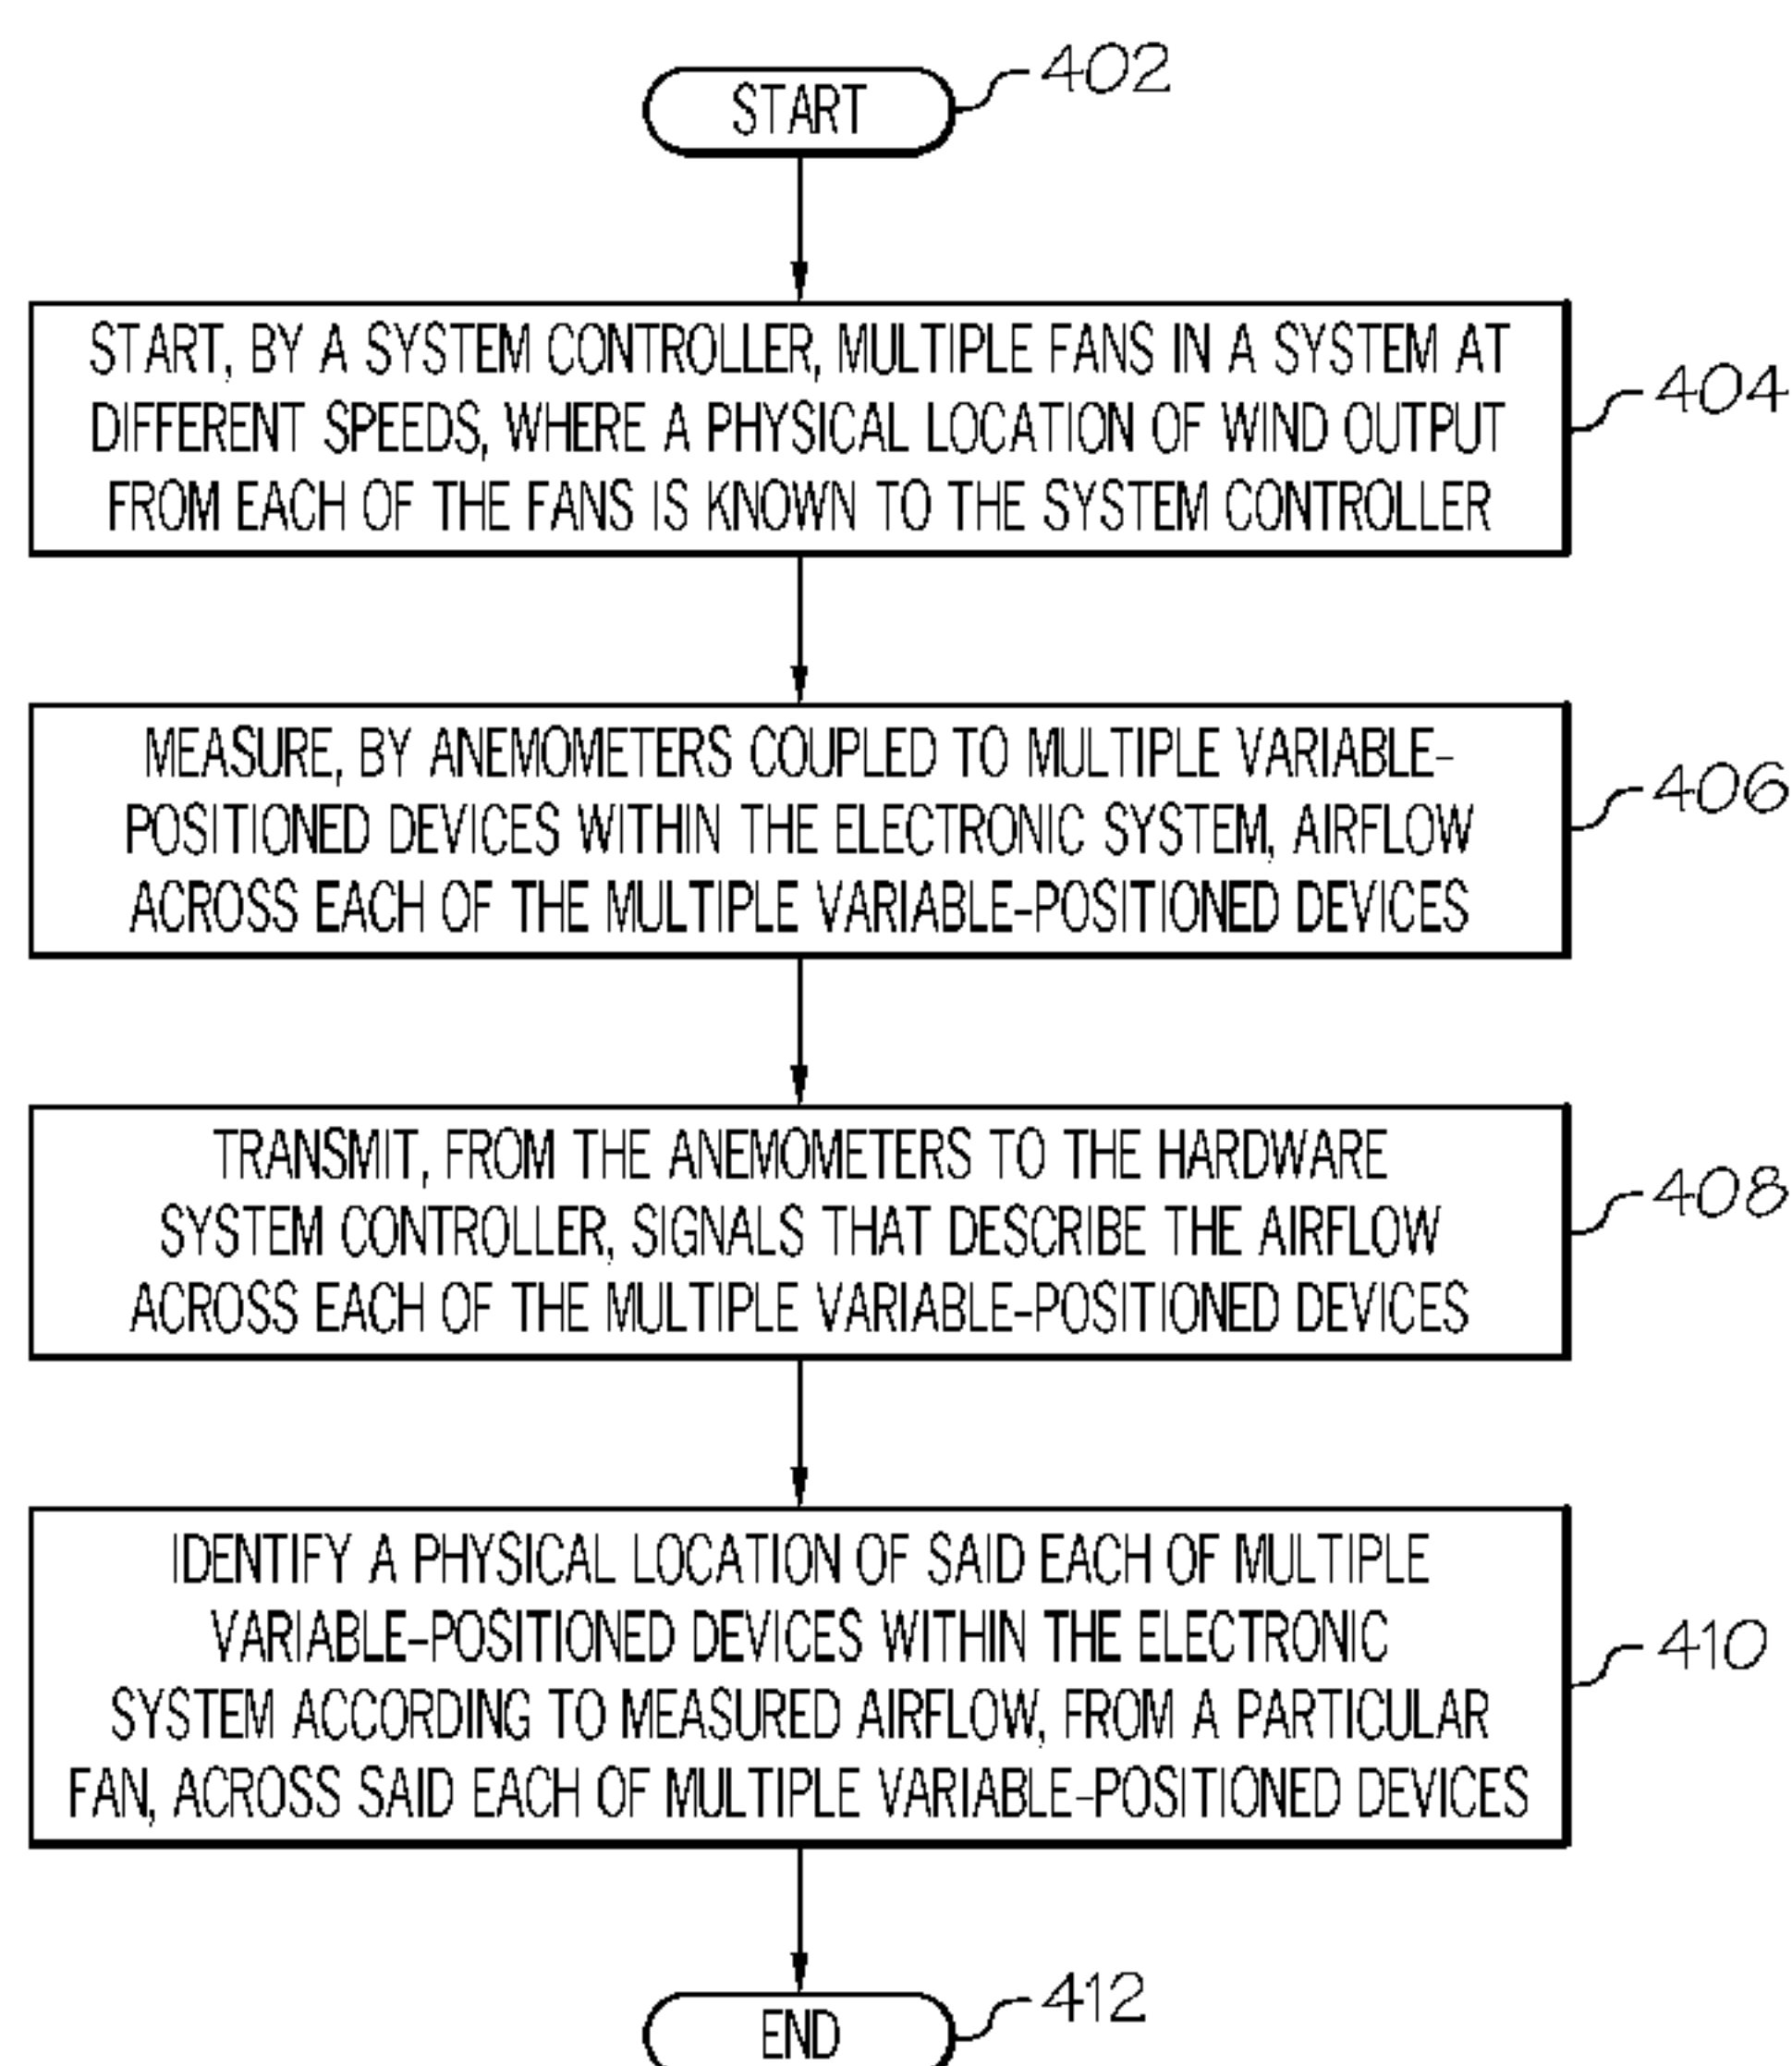 START
402
START, BY A SYSTEM CONTROLLER, MULTIPLE FANS IN A SYSTEM AT
DIFFERENT SPEEDS, WHERE A PHYSICAL LOCATION OF WIND OUTPUT
FROM EACH OF THE FANS IS KNOWN TO THE SYSTEM CONTROLLER
404
MEASURE, BY ANEMOMETERS COUPLED TO MULTIPLE VARIABLE-
POSITIONED DEVICES WITHIN THE ELECTRONIC SYSTEM, AIRFLOW
ACROSS EACH OF THE MULTIPLE VARIABLE-POSITIONED DEVICES
406
TRANSMIT, FROM THE ANEMOMETERS TO THE HARDWARE
SYSTEM CONTROLLER, SIGNALS THAT DESCRIBE THE AIRFLOW
ACROSS EACH OF THE MULTIPLE VARIABLE-POSITIONED DEVICES
408
IDENTIFY A PHYSICAL LOCATION OF SAID EACH OF MULTIPLE
VARIABLE-POSITIONED DEVICES WITHIN THE ELECTRONIC
SYSTEM ACCORDING TO MEASURED AIRFLOW, FROM A PARTICULAR
FAN, ACROSS SAID EACH OF MULTIPLE VARIABLE-POSITIONED DEVICES
410
END
412